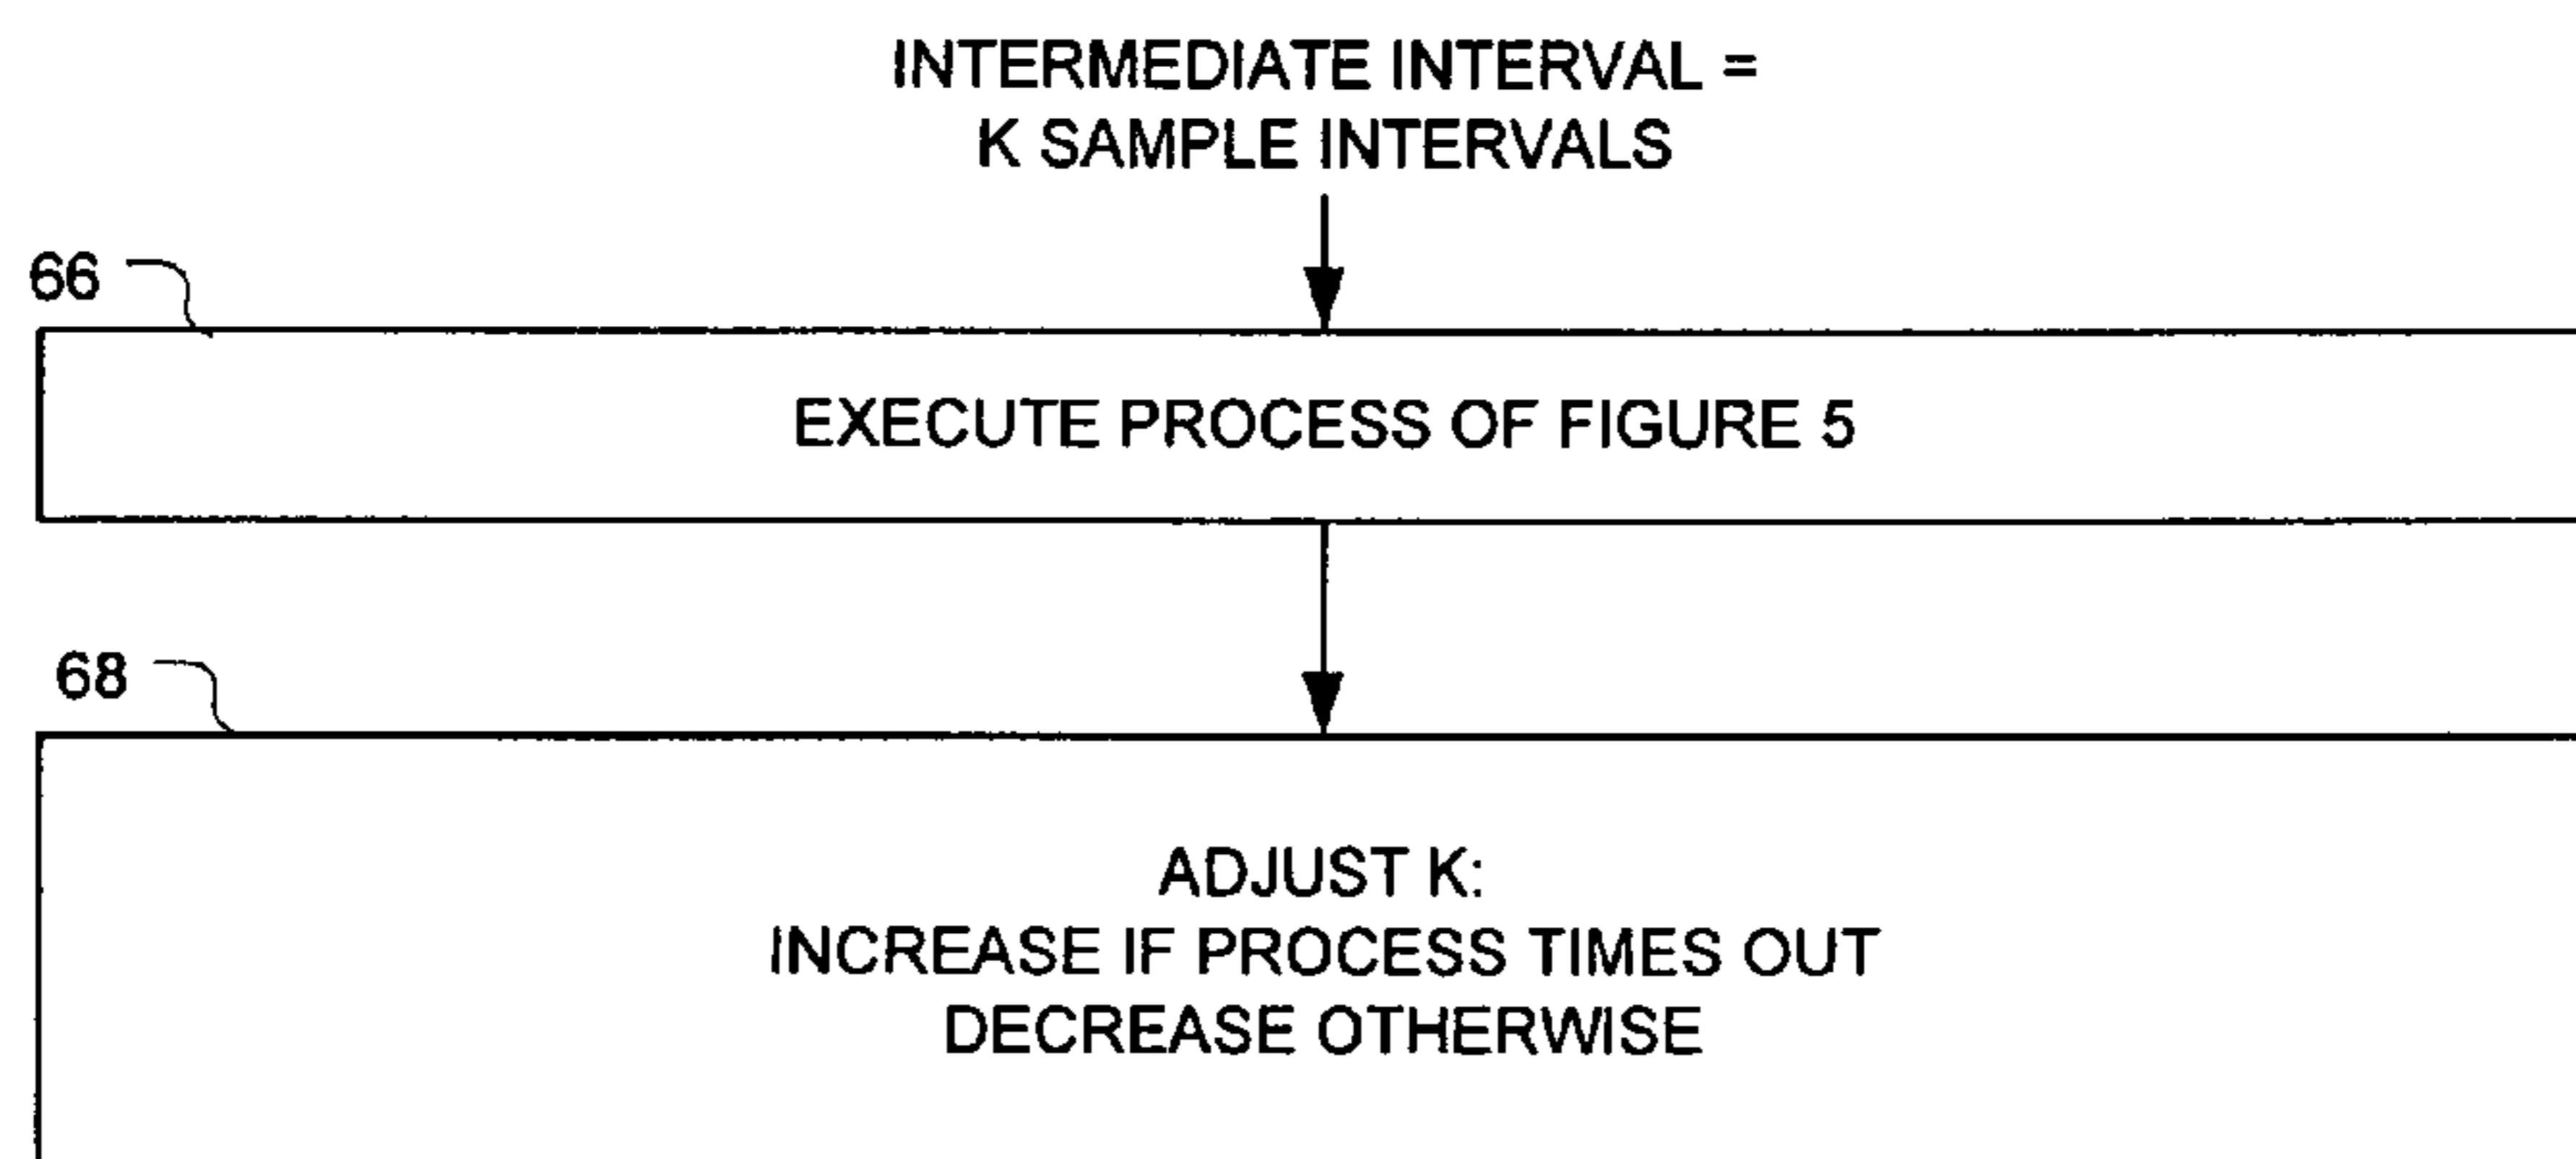 INTERMEDIATE INTERVAL =
K SAMPLE INTERVALS
66
EXECUTE PROCESS OF FIGURE 5
68
ADJUST K:
INCREASE IF PROCESS TIMES OUT
DECREASE OTHERWISE